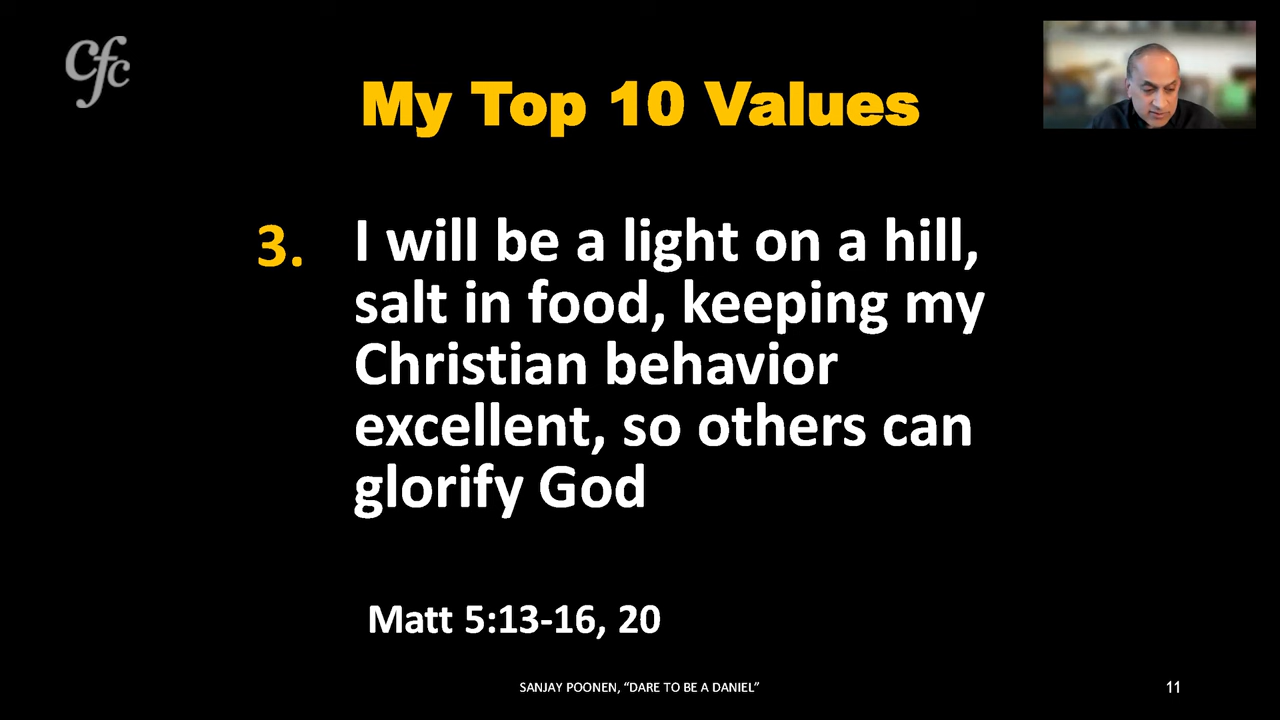 cfc
My Top 10 Values
3. I will be a light on a hill,
salt in food, keeping my
Christian behavior
excellent, so others can
glorify God
Matt 5:13-16, 20
SANJAY POONEN, “DARE TO BE A DANIEL”
11